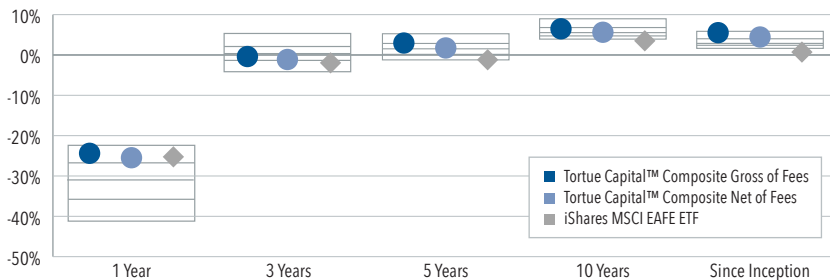 10%
0%
-10%
-20%
-30%
-40%
-50%
Tortue Capital™ Composite Gross of Fees
Tortue Capital™ Composite Net of Fees
iShares MSCI EAFE ETF
1 Year 3 Years 5 Years 10 Years Since Inception